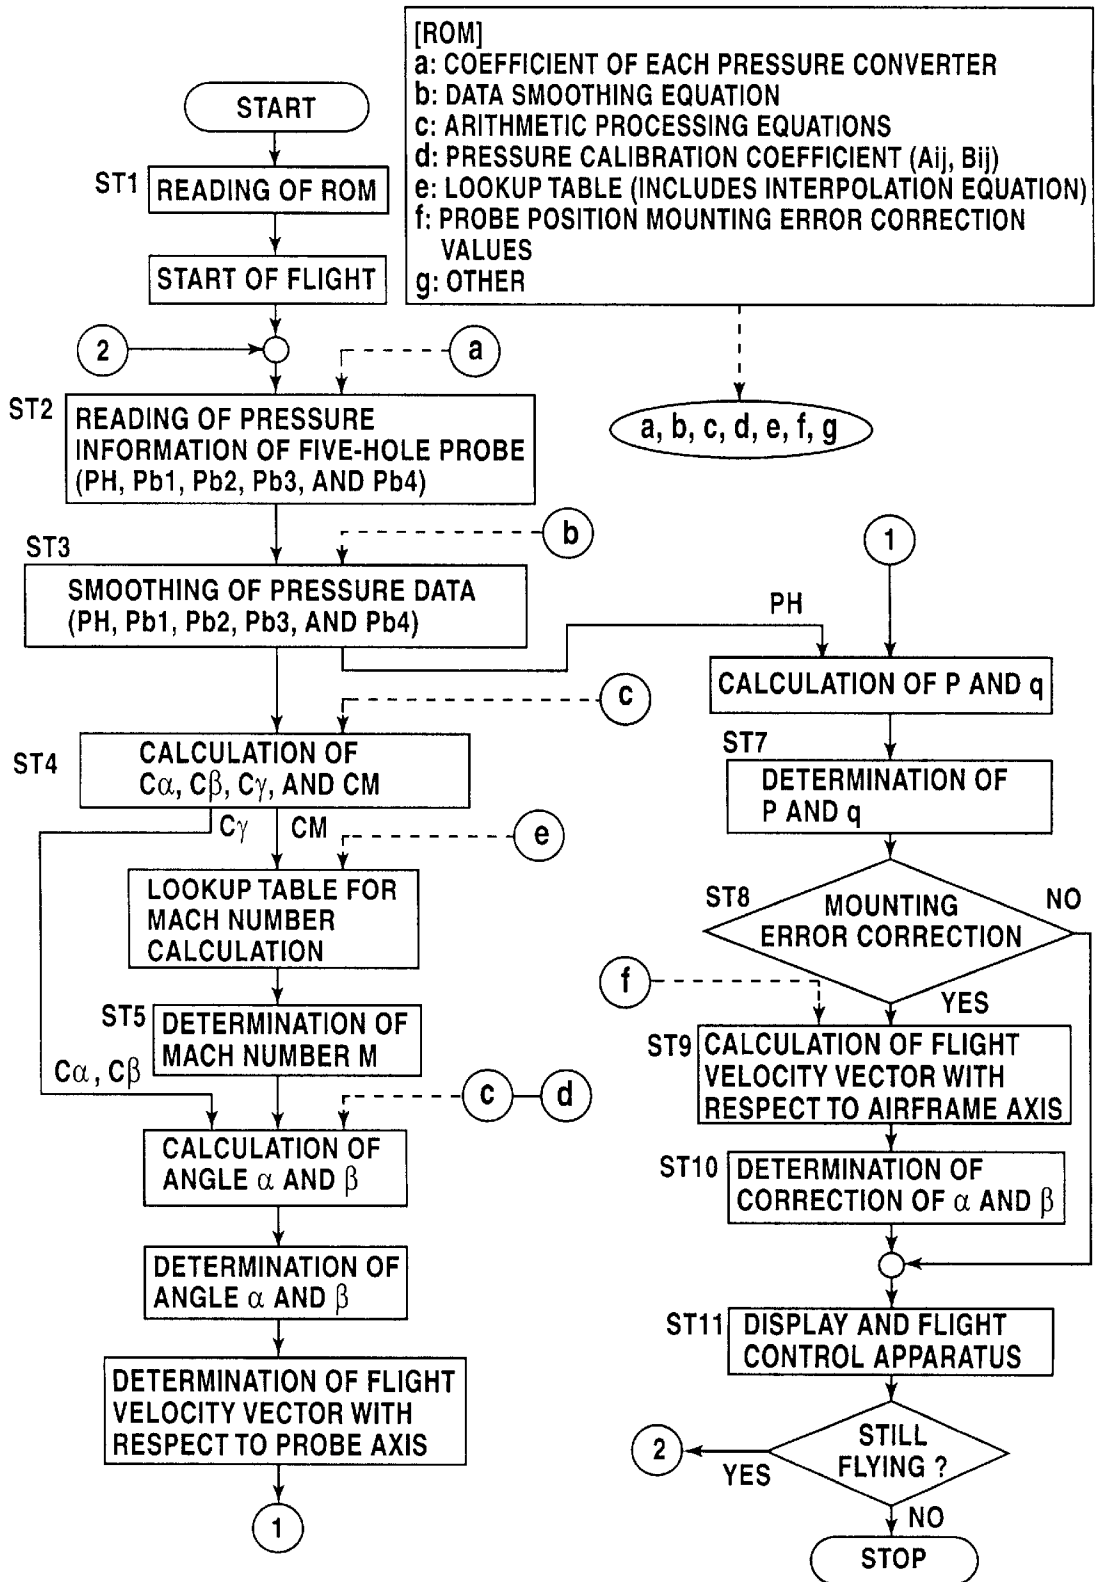 [ROM]
a: COEFFICIENT OF EACH PRESSURE CONVERTER
b: DATA SMOOTHING EQUATION
c: ARITHMETIC PROCESSING EQUATIONS
d: PRESSURE CALIBRATION COEFFICIENT (Aij, Bij)
e: LOOKUP TABLE (INCLUDES INTERPOLATION EQUATION)
f: PROBE POSITION MOUNTING ERROR CORRECTION
VALUES
g: OTHER
a, b, c, d, e, f, g
START
ST1
READING OF ROM
START OF FLIGHT
2
a
ST2
READING OF PRESSURE
INFORMATION OF FIVE-HOLE PROBE
(PH, Pb1, Pb2, Pb3, AND Pb4)
b
ST3
SMOOTHING OF PRESSURE DATA
(PH, Pb1, Pb2, Pb3, AND Pb4)
PH
c
ST4
CALCULATION OF
Cα, Cβ, Cγ, AND CM
Cγ
CM
e
LOOKUP TABLE FOR
MACH NUMBER
CALCULATION
ST5
DETERMINATION OF
MACH NUMBER M
Cα, Cβ
c
d
CALCULATION OF
ANGLE α AND β
DETERMINATION OF
ANGLE α AND β
DETERMINATION OF FLIGHT
VELOCITY VECTOR WITH
RESPECT TO PROBE AXIS
1
1
CALCULATION OF P AND q
ST7
DETERMINATION OF
P AND q
ST8
MOUNTING
ERROR CORRECTION
NO
f
YES
ST9
CALCULATION OF FLIGHT
VELOCITY VECTOR WITH
RESPECT TO AIRFRAME AXIS
ST10
DETERMINATION OF
CORRECTION OF α AND β
ST11
DISPLAY AND FLIGHT
CONTROL APPARATUS
STILL
FLYING ?
2
YES
NO
STOP